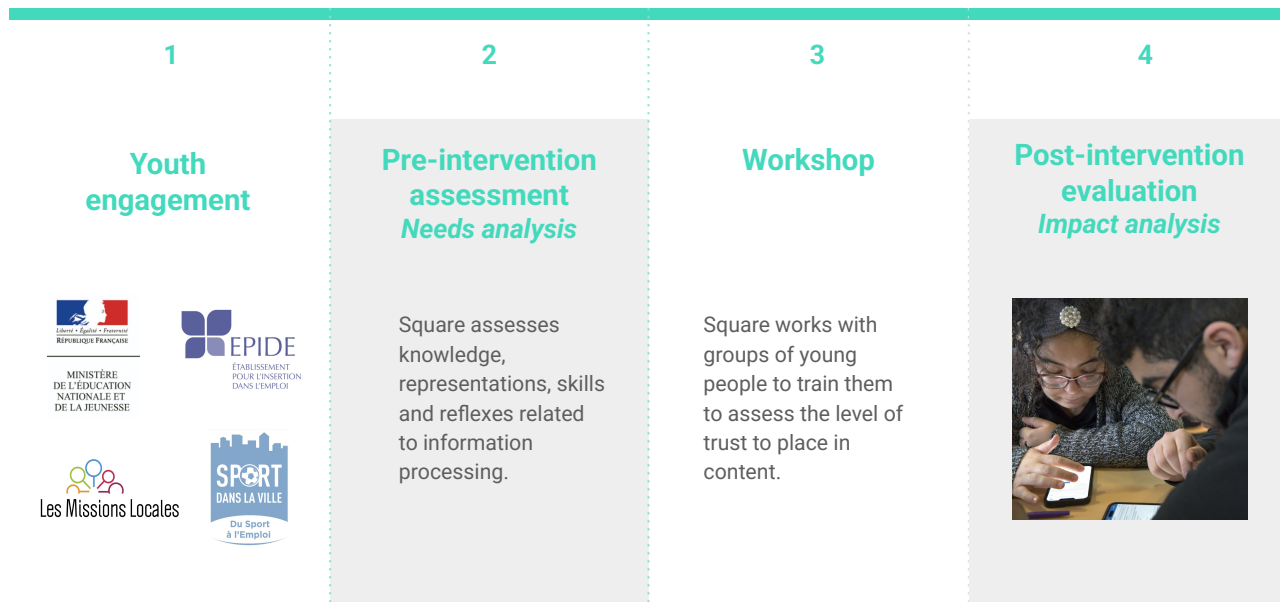 1
2
3
4
Youth
engagement
Liberté • Égalité • Fraternité
RÉPUBLIQUE FRANÇAISE
MINISTÈRE
DE L'ÉDUCATION
NATIONALE ET
DE LA JEUNESSE
EPIDE
ÉTABLISSEMENT
POUR L'INSERTION
DANS L'EMPLOI
Les Missions Locales
SPORT
DANS LA VILLE
Du Sport
à l'Emploi
Pre-intervention
assessment
Needs analysis
Square assesses
knowledge,
representations, skills
and reflexes related
to information
processing.
Workshop
Square works with
groups of young
people to train them
to assess the level of
trust to place in
content.
Post-intervention
evaluation
Impact analysis